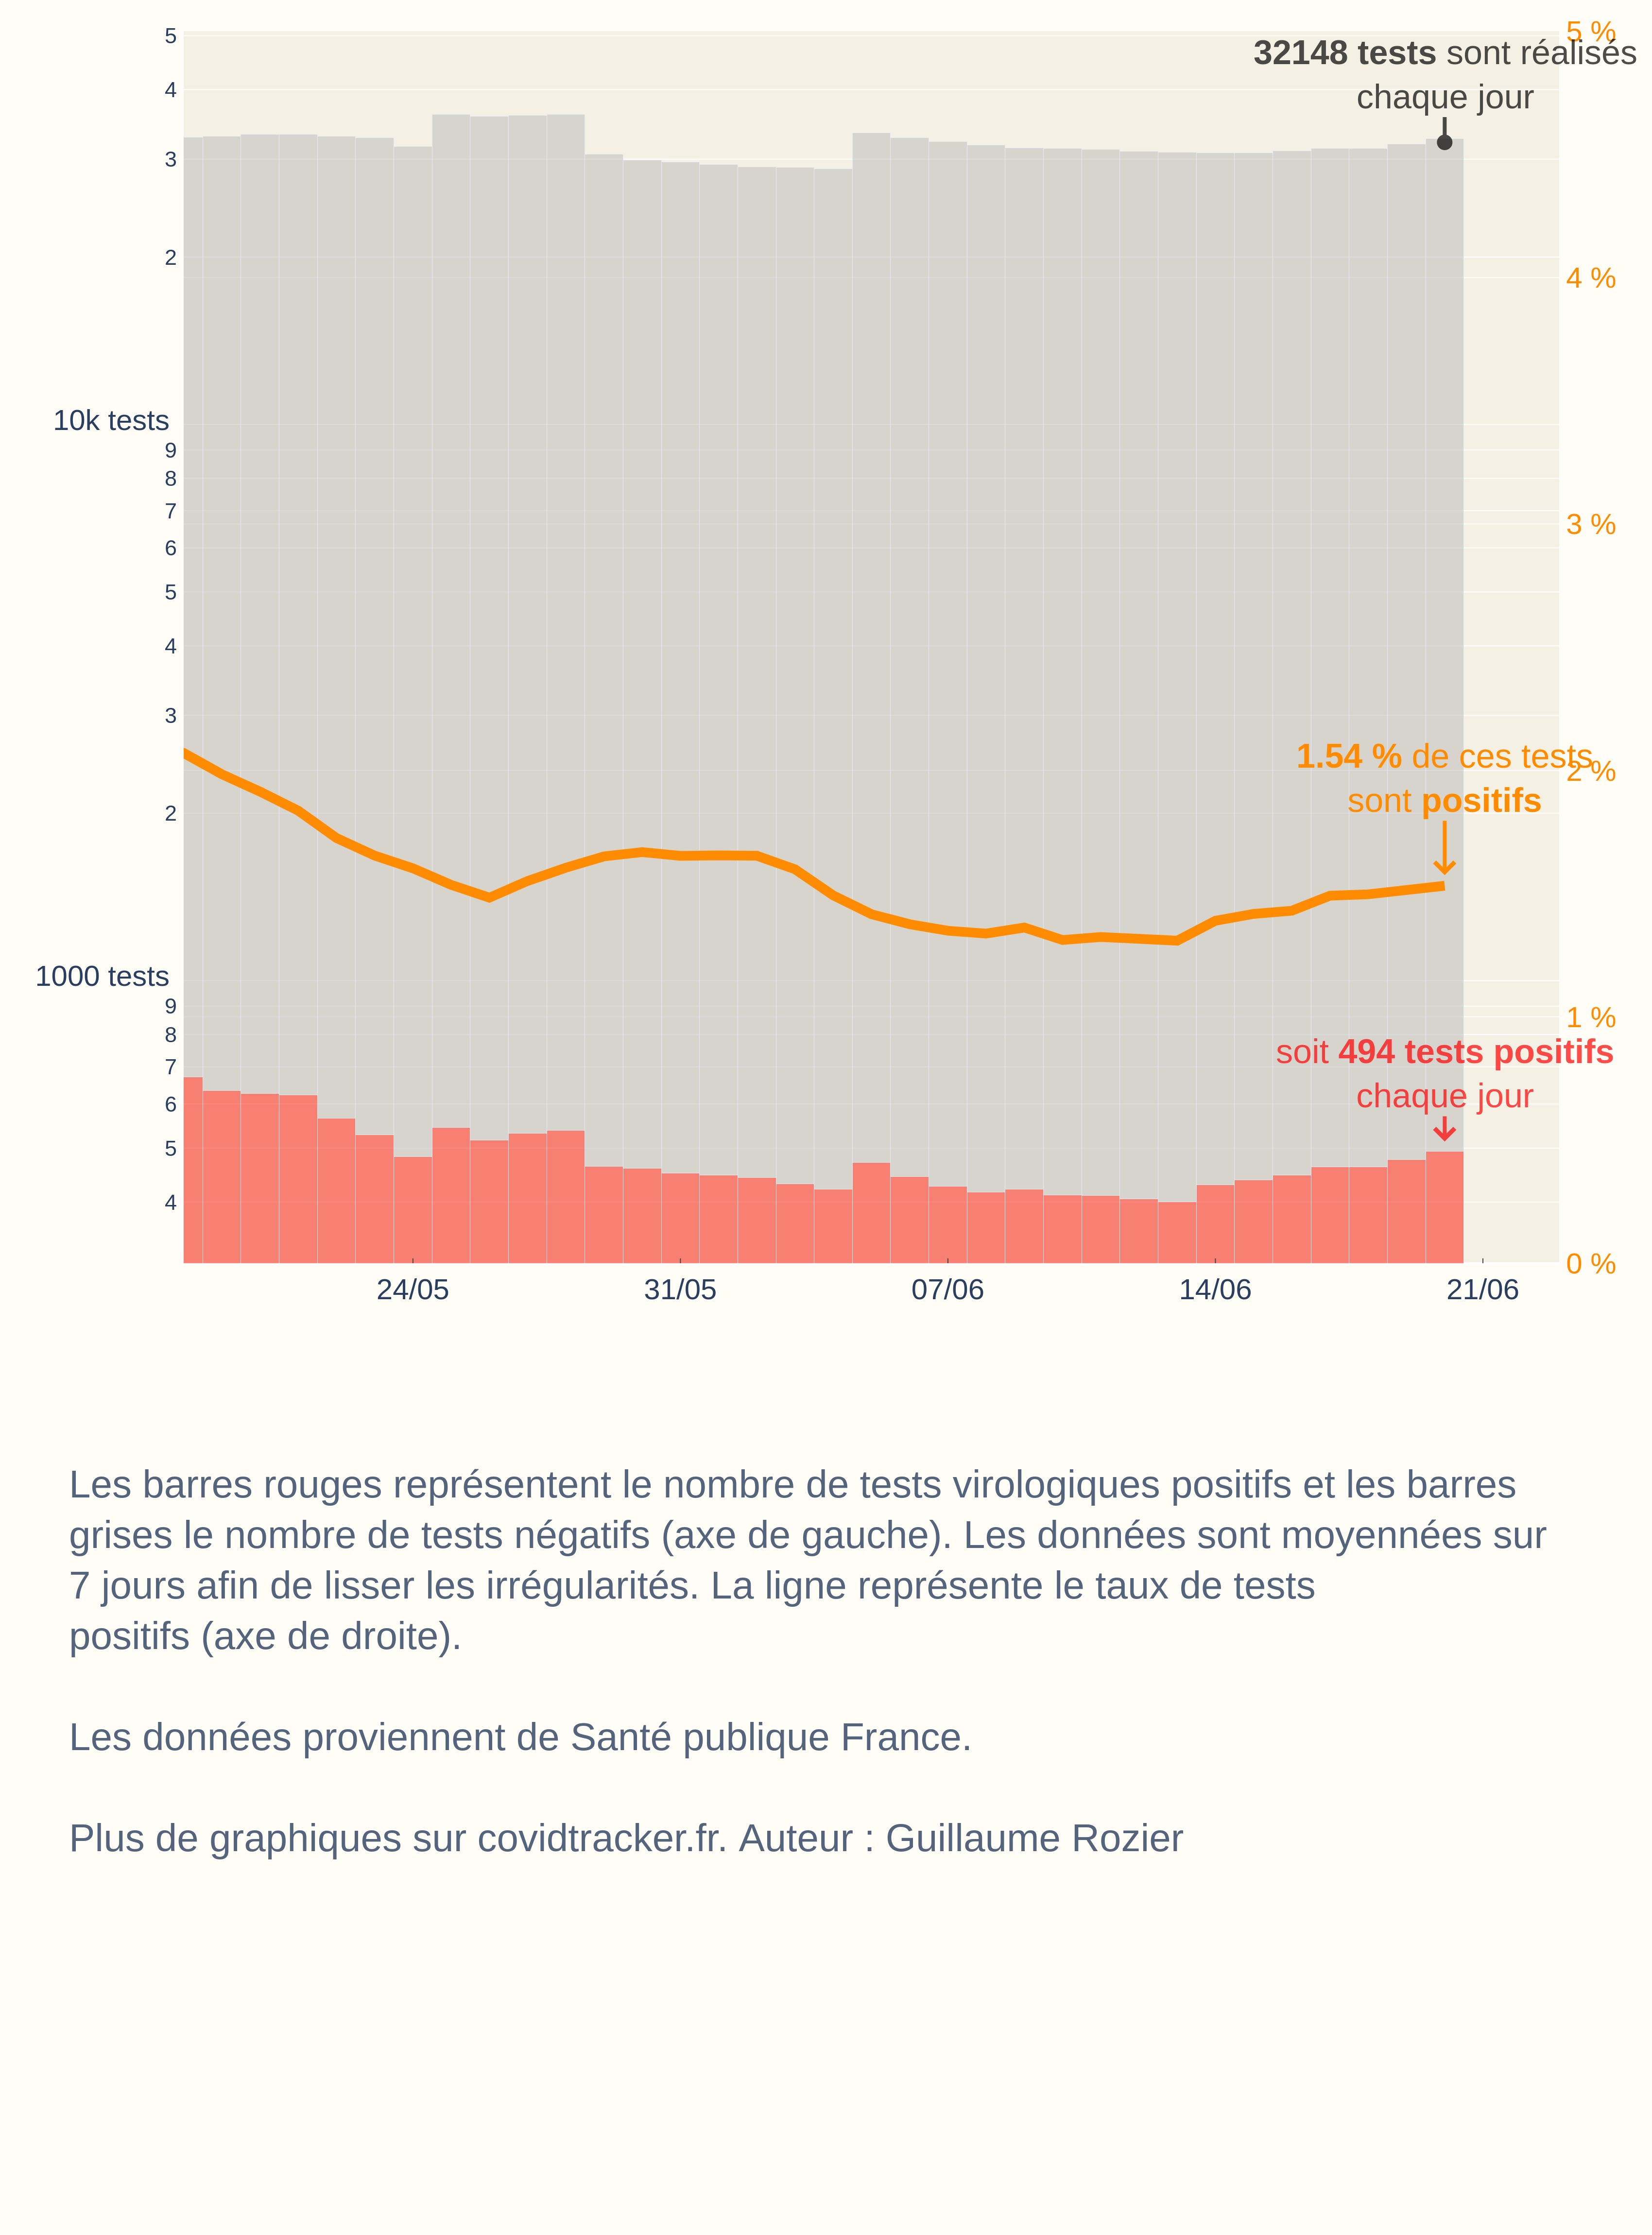 5
5 %
32148 tests sont réalisés
chaque jour
4
3
2
4 %
10k tests
9
8
7
3 %
6
5
4
3
1.54 % de ces tests
2 %
sont positifs
2
1000 tests
9
1 %
8
soit 494 tests positifs
7
chaque jour
6
5
4
0 %
24/05
31/05
07/06
14/06
21/06
Les barres rouges représentent le nombre de tests virologiques positifs et les barres
grises le nombre de tests négatifs (axe de gauche). Les données sont moyennées sur
7 jours afin de lisser les irrégularités. La ligne représente le taux de tests
positifs (axe de droite).
Les données proviennent de Santé publique France.
Plus de graphiques sur covidtracker.fr. Auteur : Guillaume Rozier